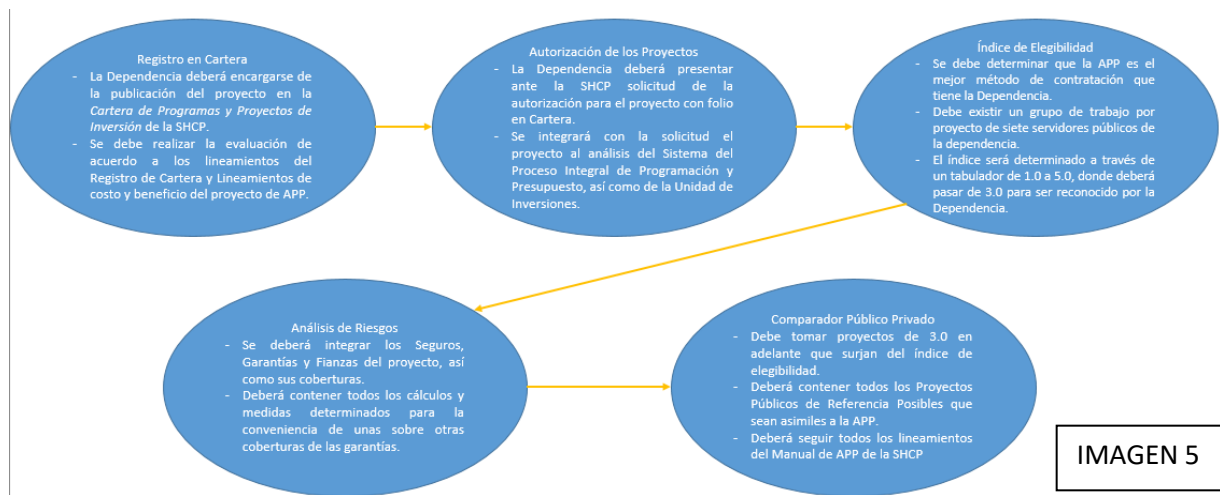 Registro en Cartera
- La Dependencia deberá encargarse de
la publicación del proyecto en la
Cartera de Programas y Proyectos de
Inversión de la SHCP.
- Se debe realizar la evaluación de
acuerdo a los lineamientos del
Registro de Cartera y Lineamientos de
costo y beneficio del proyecto de APP.
Autorización de los Proyectos
- La Dependencia deberá presentar
ante la SHCP solicitud de la
autorización para el proyecto con folio
en Cartera.
- Se integrará con la solicitud el
proyecto al análisis del Sistema del
Proceso Integral de Programación y
Presupuesto, así como de la Unidad de
Inversiones.
Índice de Elegibilidad
- Se debe determinar que la APP es el
mejor método de contratación que
tiene la Dependencia.
- Debe existir un grupo de trabajo por
proyecto de siete servidores públicos de
la dependencia.
- El índice será determinado a través de
un tabulador de 1.0 a 5.0, donde deberá
pasar de 3.0 para ser reconocido por la
Dependencia.
Análisis de Riesgos
- Se deberá integrar los Seguros,
Garantías y Fianzas del proyecto, así
como sus coberturas.
- Deberá contener todos los cálculos y
medidas determinados para la
conveniencia de unas sobre otras
coberturas de las garantías.
Comparador Público Privado
- Debe tomar proyectos de 3.0 en
adelante que surjan del índice de
elegibilidad.
- Deberá contener todos los Proyectos
Públicos de Referencia Posibles que
sean asimiles a la APP.
- Deberá seguir todos los lineamientos
del Manual de APP de la SHCP
IMAGEN 5